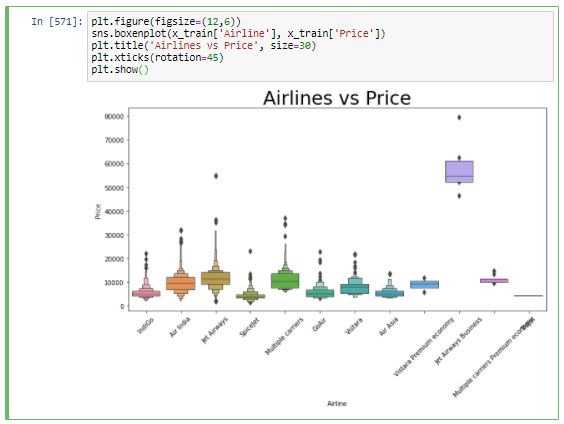 In [571]: plt.figure(figsize=(12,6))
sns.boxenplot(x_train['Airline'], x_train['Price'])
plt.title('Airlines vs Price', size=30)
plt.xticks(rotation=45)
plt.show()
Airlines vs Price
80000
70000
60000
50000
40000
30000
20000
10000
0
Price
IndiGo
Air India
Jet Airways
SpiceJet
Multiple carriers
GoAir
Vistara
Air Asia
Vistara Premium economy
Jet Airways Business
Multiple carriers Premium economy
Airline